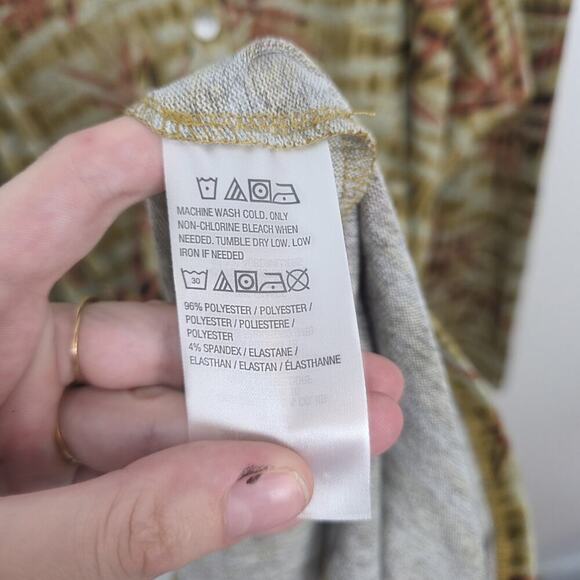 MACHINE WASH COLD. ONLY
NON-CHLORINE BLEACH WHEN
NEEDED. TUMBLE DRY LOW. LOW
IRON IF NEEDED
30
96% POLYESTER / POLYESTER /
POLYESTER / POLIESTERE /
POLYESTER
4% SPANDEX / ELASTANE /
ELASTHAN / ELASTAN / ÉLASTHANNE